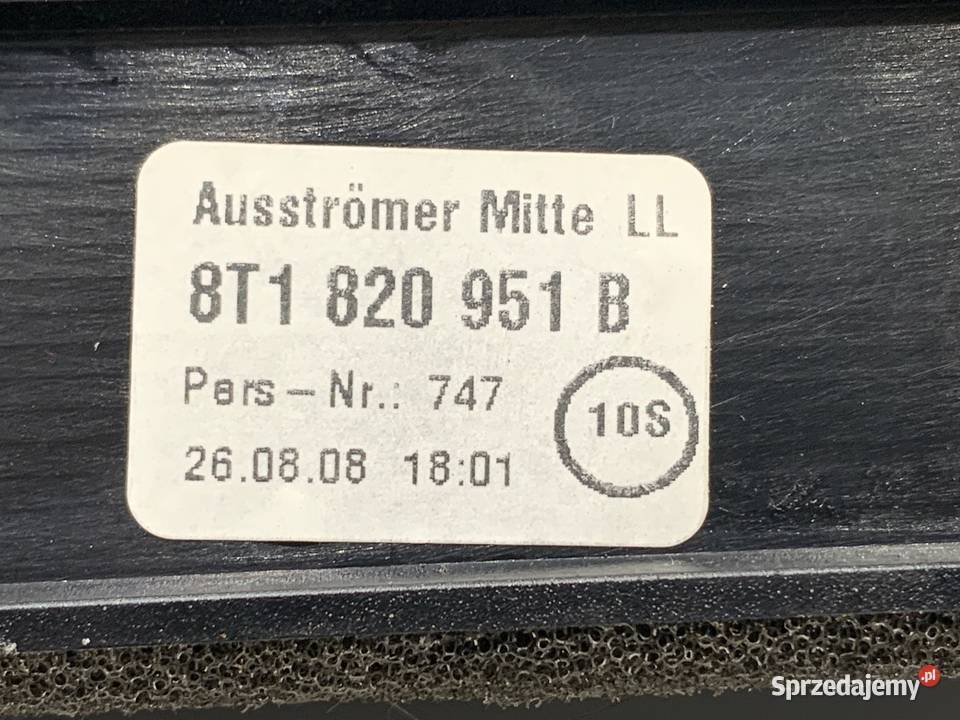 Ausströmer Mitte LL
8T1 820 951 B
Pers-Nr.: 747
10S
26.08.08 18:01
Sprzedajemy.pl